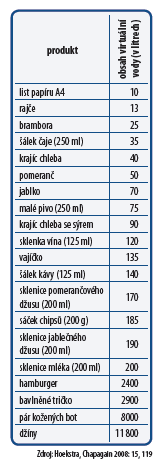 produkt
obsah virtuální
vody (v litrech)
list papíru A4 10
rajče 13
brambora 25
šálek čaje (250 ml) 35
krajíc chleba 40
pomeranč 50
jablko 70
malé pivo (250 ml) 75
krajíc chleba se sýrem 90
sklenka vína (125 ml) 120
vajíčko 135
šálek kávy (125 ml) 140
sklenice pomerančového
džusu (200 ml) 170
sáček chipsů (200 g) 185
sklenice jablečného
džusu (200 ml) 190
sklenice mléka (200 ml) 200
hamburger 2400
bavlněné tričko 2900
pár kožených bot 8000
džíny 11 800
Zdroj: Hoekstra, Chapagain 2008: 15, 119